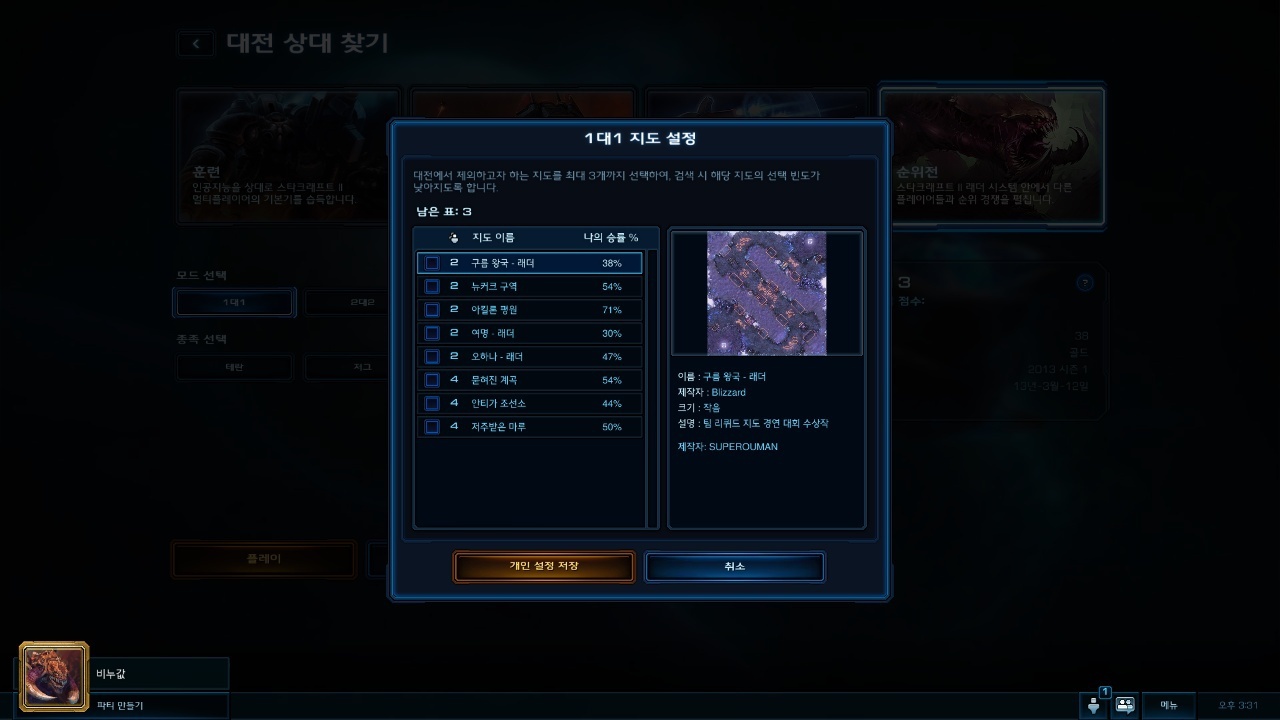 대전 상대 찾기
훈련
인공지능을 상대로 스타크래프트 II
멀티플레이어의 기본기를 습득합니다.
순위전
스타크래프트 II 래더 시스템 안에서 다른
플레이어들과 순위 경쟁을 펼칩니다.
모드 선택
1대1
2대2
종족 선택
테란
저그
3
점수:
?
38
골드
2013 시즌 1
13년-3월-12일
플레이
1대1 지도 설정
대전에서 제외하고자 하는 지도를 최대 3개까지 선택하여, 검색 시 해당 지도의 선택 빈도가
낮아지도록 합니다.
남은 표: 3
지도 이름 나의 승률 %
2 구름 왕국 - 래더 38%
2 뉴커크 구역 54%
2 아킬론 평원 71%
2 여명 - 래더 30%
2 오하나 - 래더 47%
4 묻혀진 계곡 54%
4 안티가 조선소 44%
4 저주받은 마루 50%
이름 : 구름 왕국 - 래더
제작자 : Blizzard
크기 : 작음
설명 : 팀 리퀴드 지도 경연 대회 수상작
제작자: SUPEROUMAN
개인 설정 저장
취소
비누값
파티 만들기
1
메뉴
오후 3:31